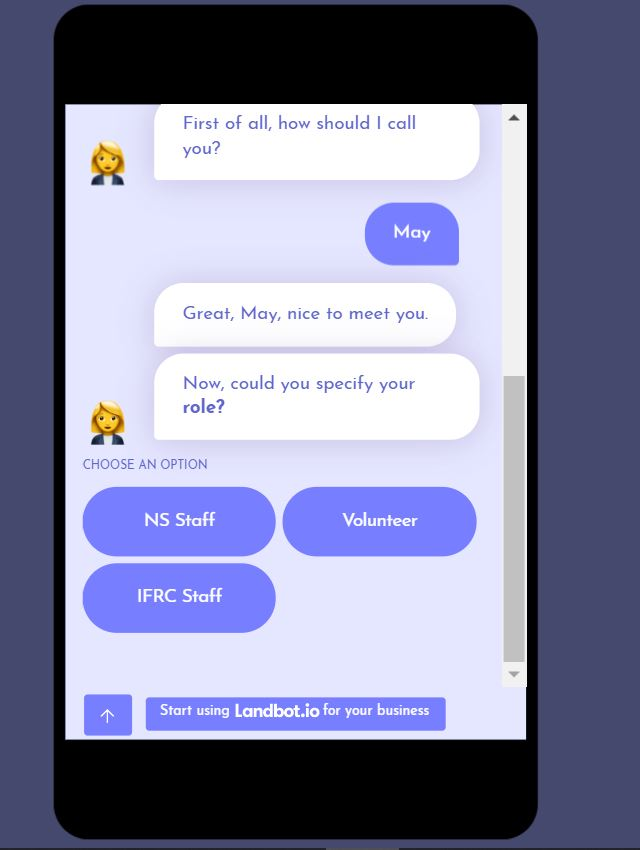 First of all, how should I call
you?
May
Great, May, nice to meet you.
Now, could you specify your
role?
CHOOSE AN OPTION
NS Staff
Volunteer
IFRC Staff
Start using Landbot.io for your business